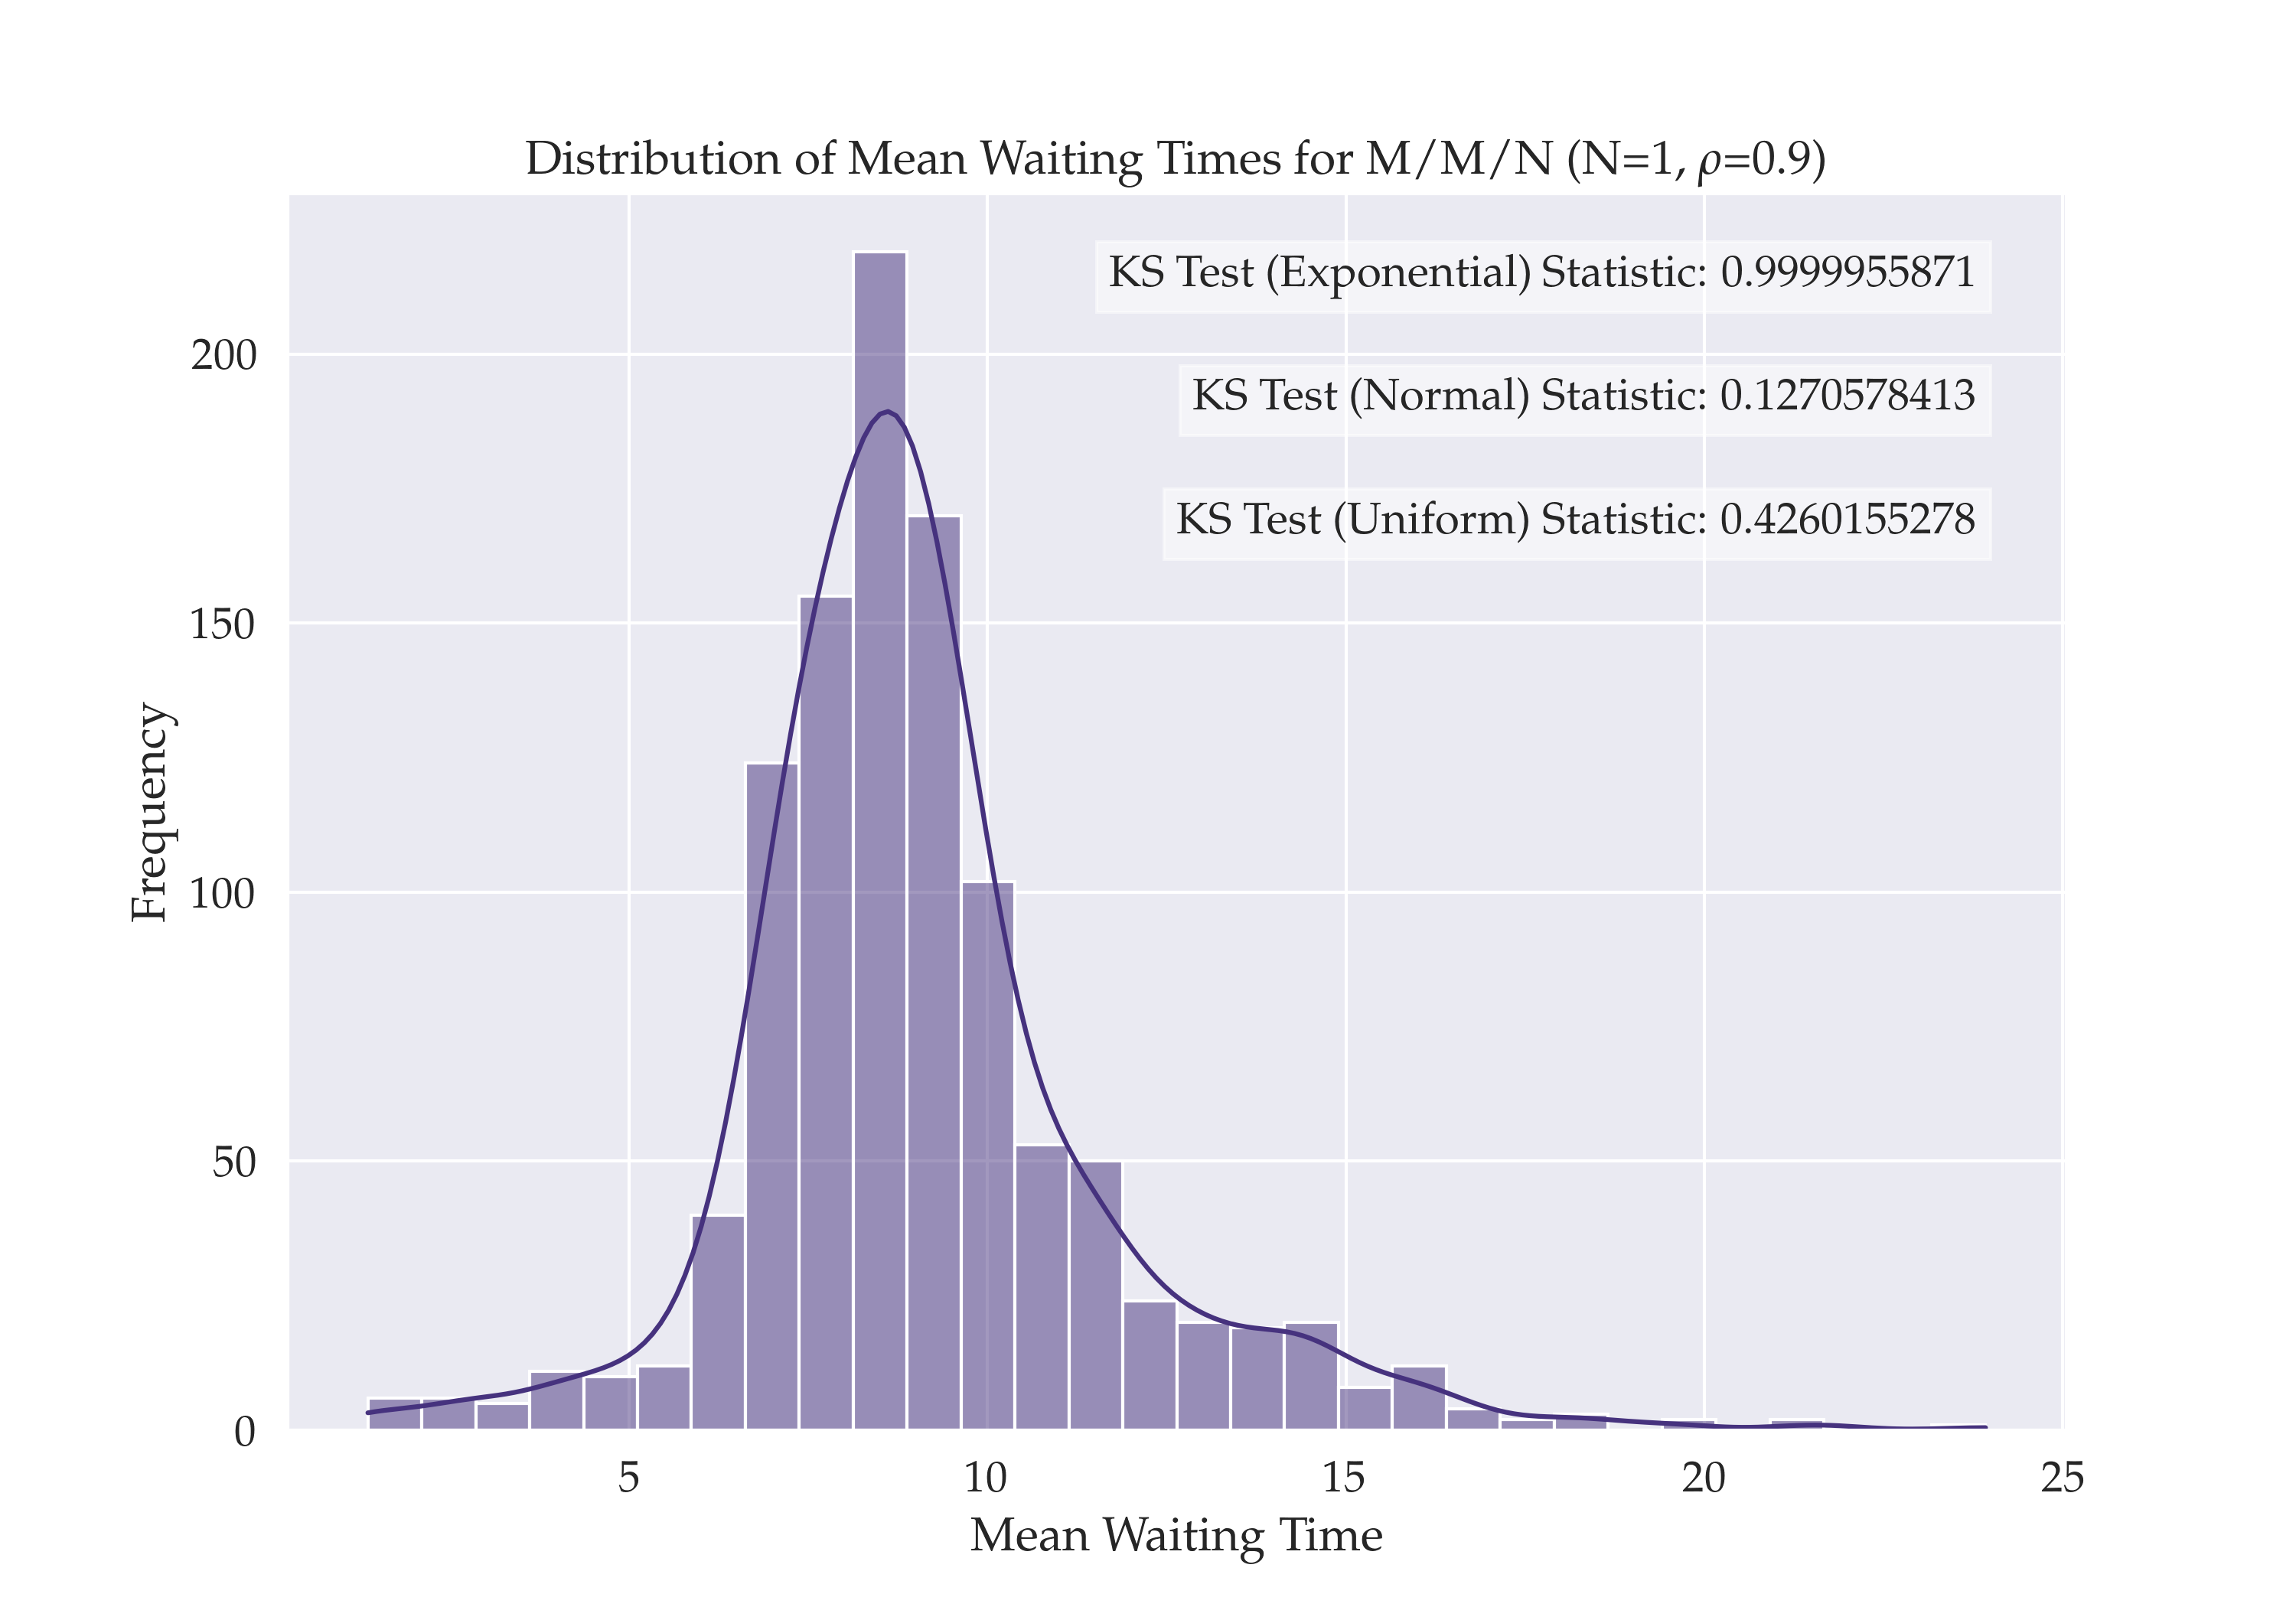 Distribution of Mean Waiting Times for M/M/N (N=1, ρ=0.9)
KS Test (Exponential) Statistic: 0.9999955871
KS Test (Normal) Statistic: 0.1270578413
KS Test (Uniform) Statistic: 0.4260155278
Frequency
200
150
100
50
0
5 10 15 20 25
Mean Waiting Time